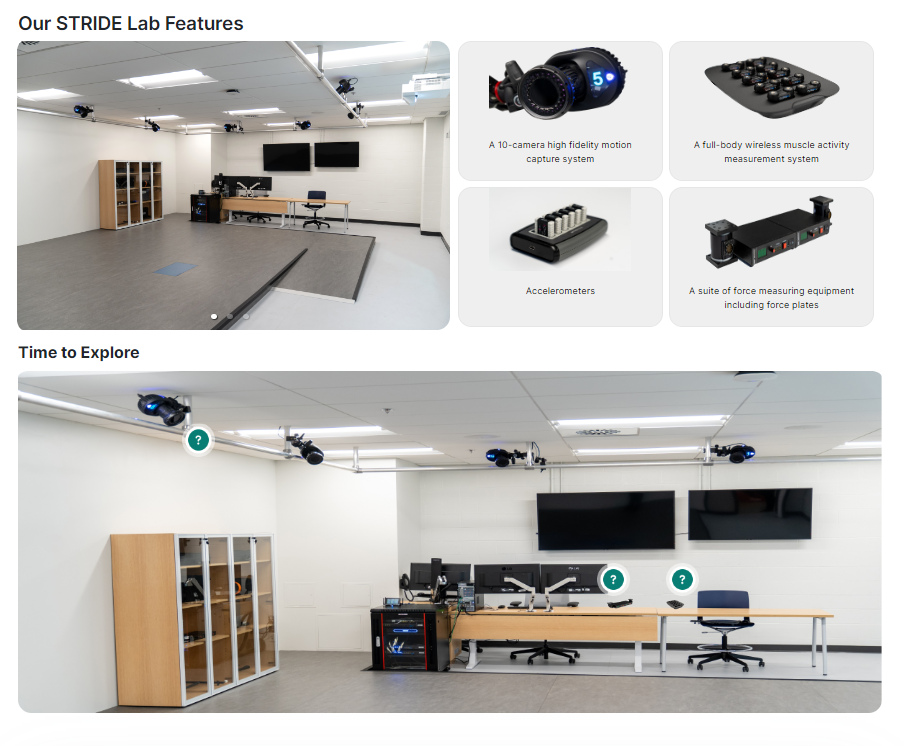 Our STRIDE Lab Features
5
A 10-camera high fidelity motion
capture system
A full-body wireless muscle activity
measurement system
Accelerometers
A suite of force measuring equipment
including force plates
Time to Explore
?
?
?